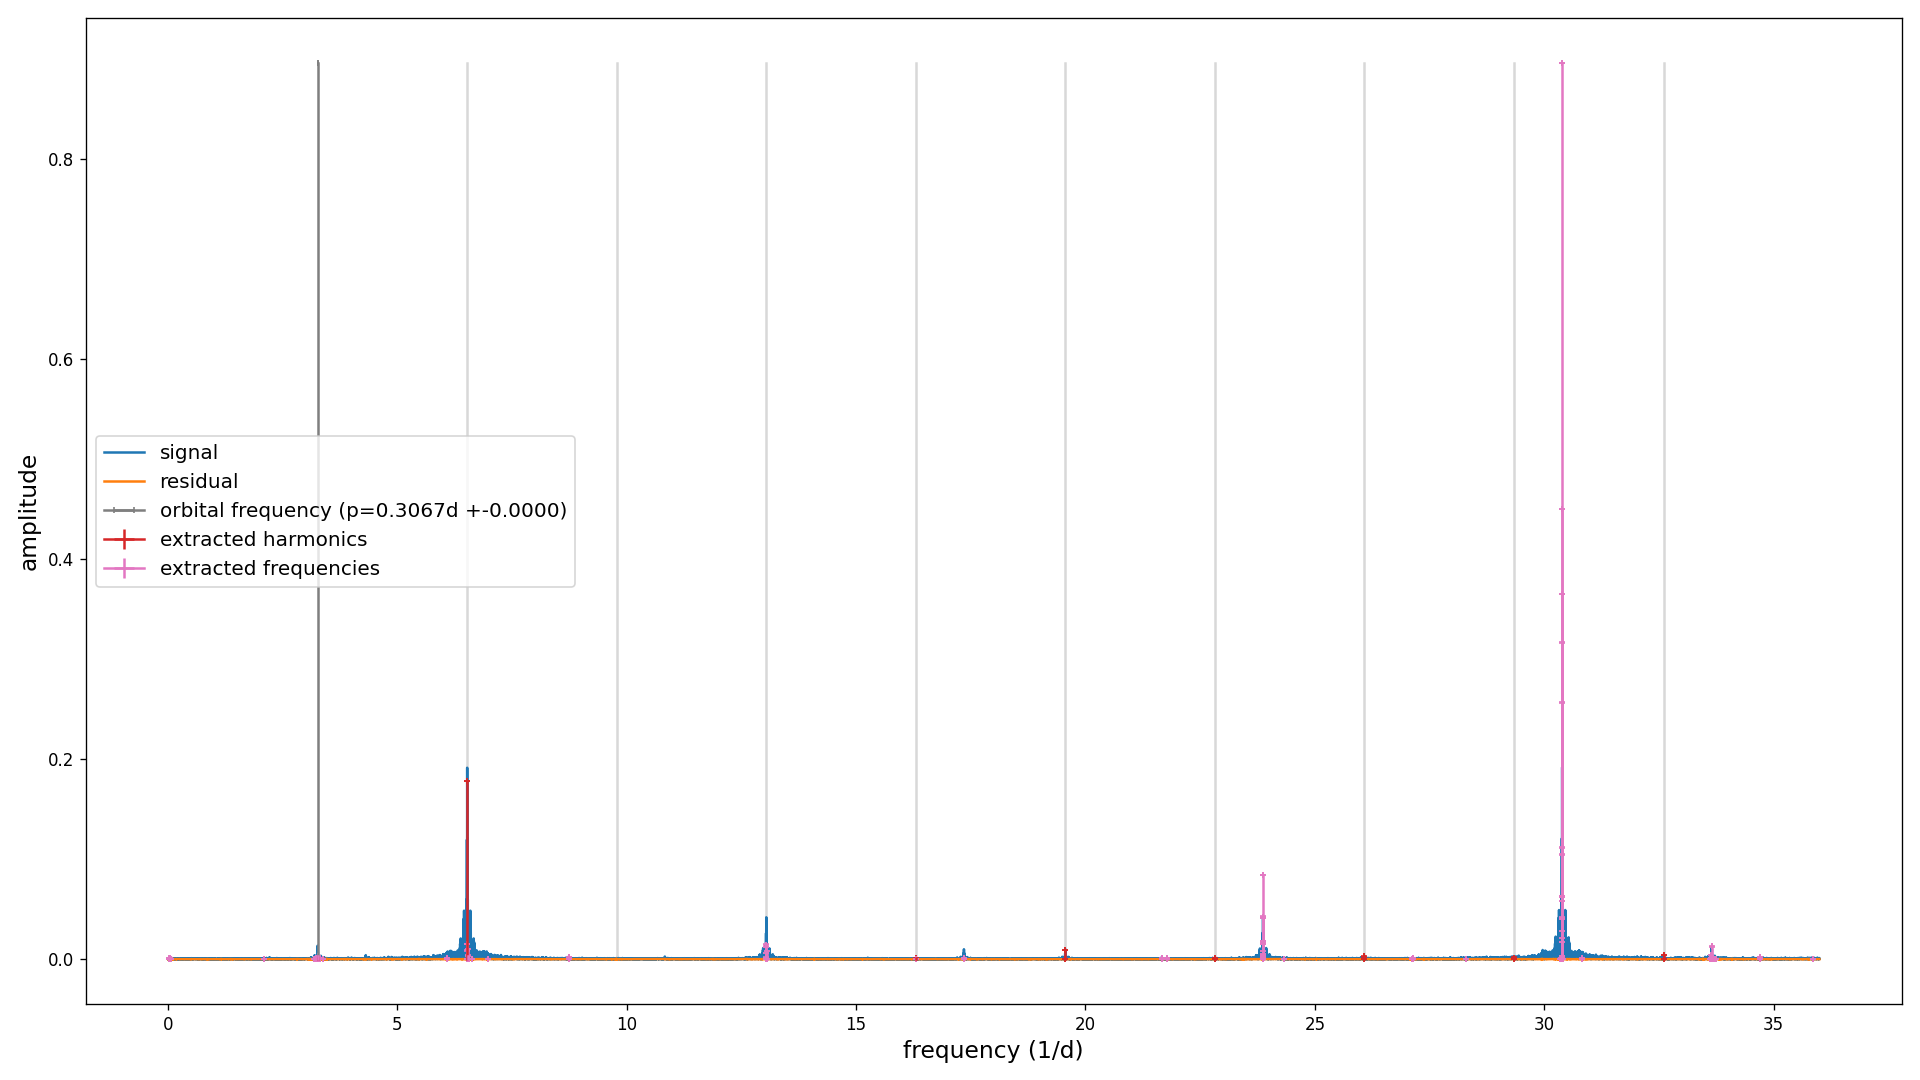 amplitude
0.8
0.6
0.4
0.2
0.0
signal
residual
orbital frequency (p=0.3067d +-0.0000)
extracted harmonics
extracted frequencies
0 5 10 15 20 25 30 35
frequency (1/d)